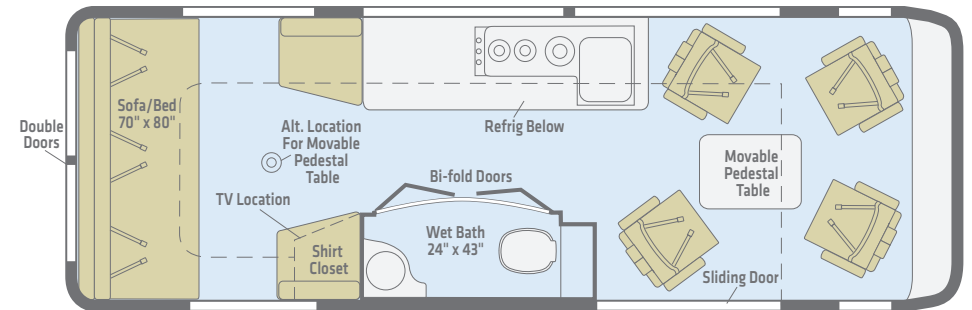 Sofa/Bed
70" x 80"
Double
Doors
Alt. Location
For Movable
Pedestal
Table
Refrig Below
Bi-fold Doors
Movable
Pedestal
Table
TV Location
Shirt
Closet
Wet Bath
24" x 43"
Sliding Door